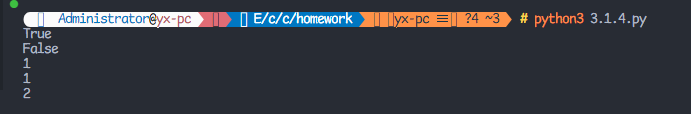 Administrator@yx-pc E/c/c/homework yx-pc ≡ ?4 ~3 # python3 3.1.4.py
True
False
1
1
2